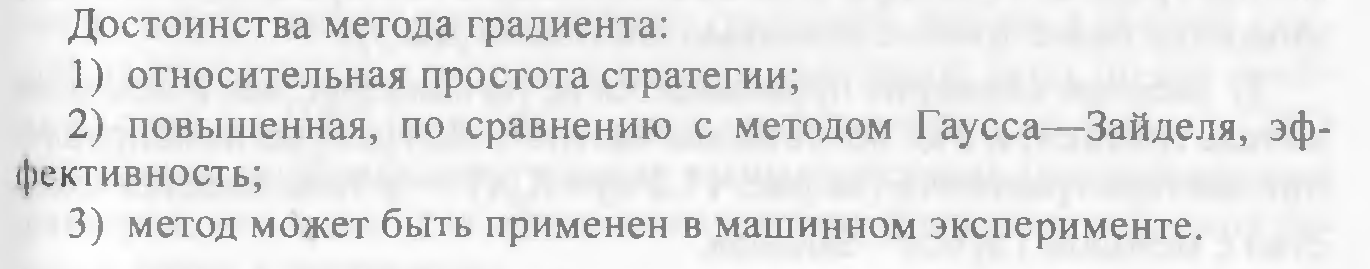 Достоинства метода градиента:
1) относительная простота стратегии;
2) повышенная, по сравнению с методом Гаусса—Зайделя, эф-
фективность;
3) метод может быть применен в машинном эксперименте.